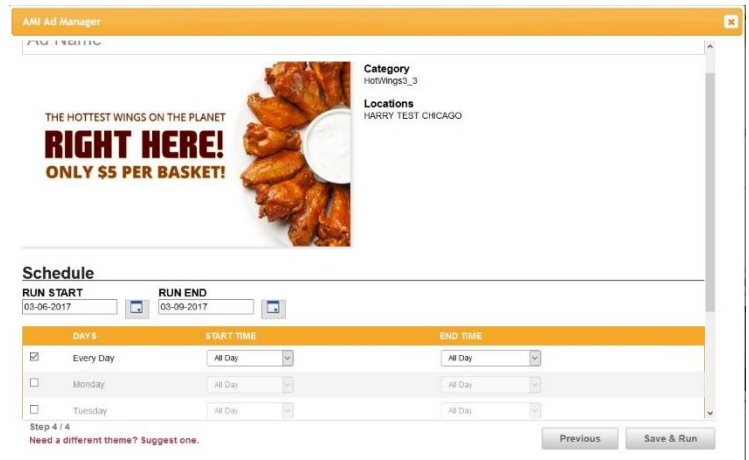 AMI Ad Manager
Ad Name
THE HOTTEST WINGS ON THE PLANET
RIGHT HERE!
ONLY $5 PER BASKET!
Category
HotWings3_3
Locations
HARRY TEST CHICAGO
Schedule
RUN START RUN END
03-06-2017 03-09-2017
DAYS START TIME END TIME
Every Day All Day All Day
Monday All Day All Day
Tuesday All Day All Day
Step 4 / 4
Need a different theme? Suggest one.
Previous Save & Run